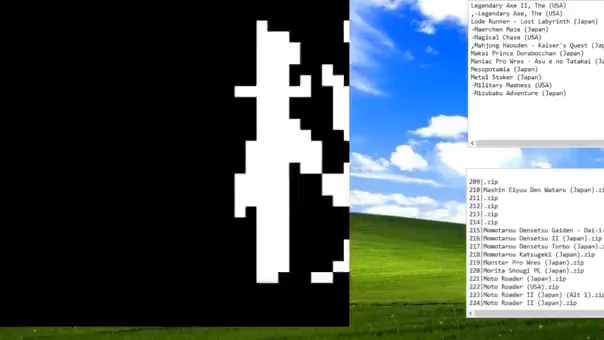 Legendary Axe II, The (USA)
,-Legendary Axe, The (USA)
Lode Runner - Lost Labyrinth (Japan)
-Maerchen Maze (Japan)
-Magical Chase (USA)
,Mahjong Haouden - Kaiser's Quest (Jap
Makai Prince Dorabocchan (Japan)
Maniac Pro Wres - Asu e no Tatakai (Ja
Mesopotamia (Japan)
Metal Stoker (Japan)
-Military Madness (USA)
-Mizubaku Adventure (Japan)
209|.zip
210|Mashin Eiyuu Den Wataru (Japan).zip
211|.zip
212|.zip
213|.zip
214|.zip
215|Momotarou Densetsu Gaiden - Dai-1-
216|Momotarou Densetsu II (Japan).zip
217|Momotarou Densetsu Turbo (Japan).zip
218|Momotarou Katsugeki (Japan).zip
219|Monster Pro Wres (Japan).zip
220|Morita Shougi PC (Japan).zip
221|Moto Roader (Japan).zip
222|Moto Roader (USA).zip
223|Moto Roader II (Japan) (Alt 1).zip
224|Moto Roader II (Japan).zip